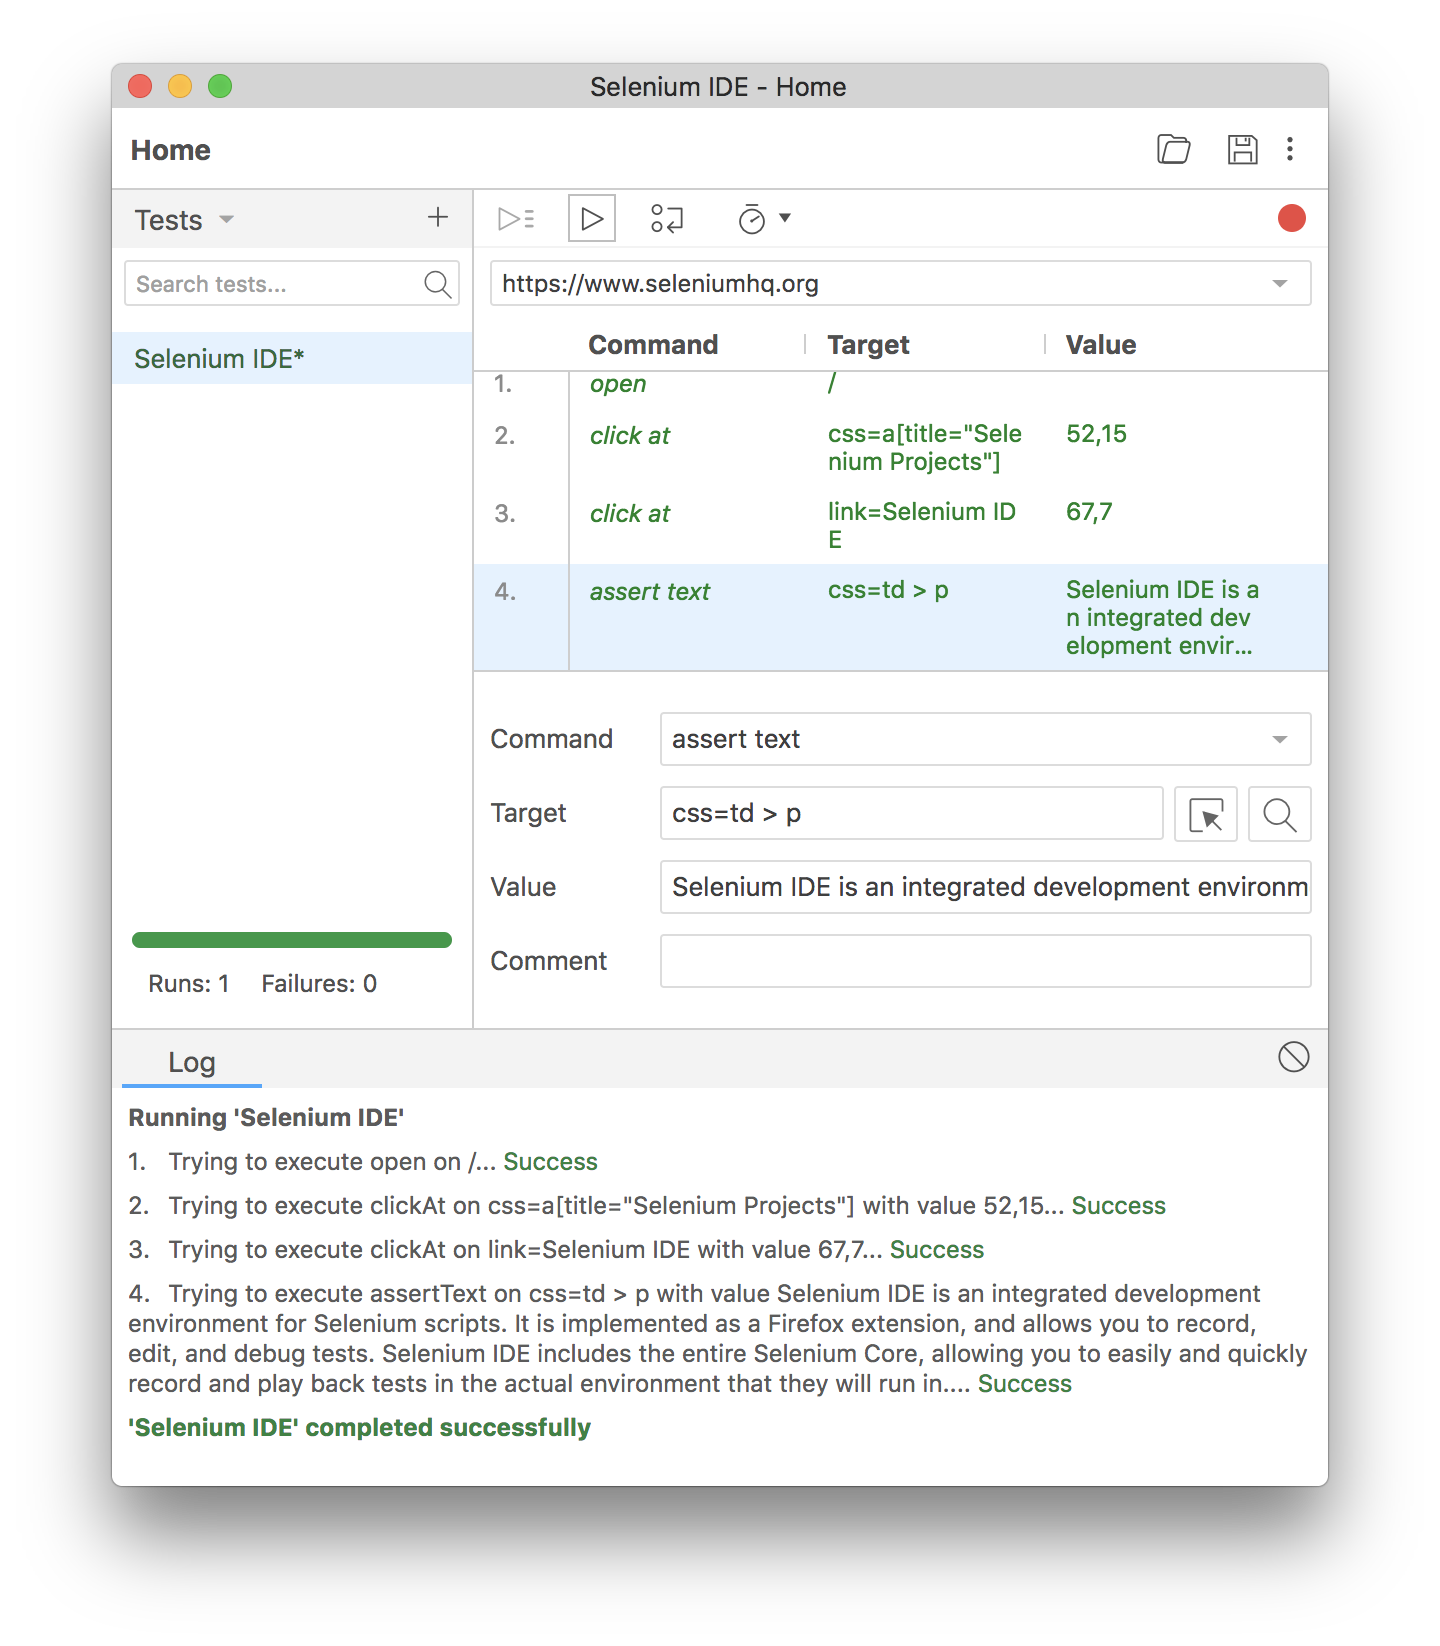 Selenium IDE - Home
Home
Tests
Search tests...
Selenium IDE*
Runs: 1 Failures: 0
https://www.seleniumhq.org
Command Target Value
1. open /
2. click at css=a[title="Sele 52,15
nium Projects"]
3. click at link=Selenium ID 67,7
E
4. assert text css=td > p Selenium IDE is a
n integrated dev
elopment envir...
Command assert text
Target css=td > p
Value Selenium IDE is an integrated development environm
Comment
Log
Running 'Selenium IDE'
1. Trying to execute open on /... Success
2. Trying to execute clickAt on css=a[title="Selenium Projects"] with value 52,15... Success
3. Trying to execute clickAt on link=Selenium IDE with value 67,7... Success
4. Trying to execute assertText on css=td > p with value Selenium IDE is an integrated development
environment for Selenium scripts. It is implemented as a Firefox extension, and allows you to record,
edit, and debug tests. Selenium IDE includes the entire Selenium Core, allowing you to easily and quickly
record and play back tests in the actual environment that they will run in.... Success
'Selenium IDE' completed successfully